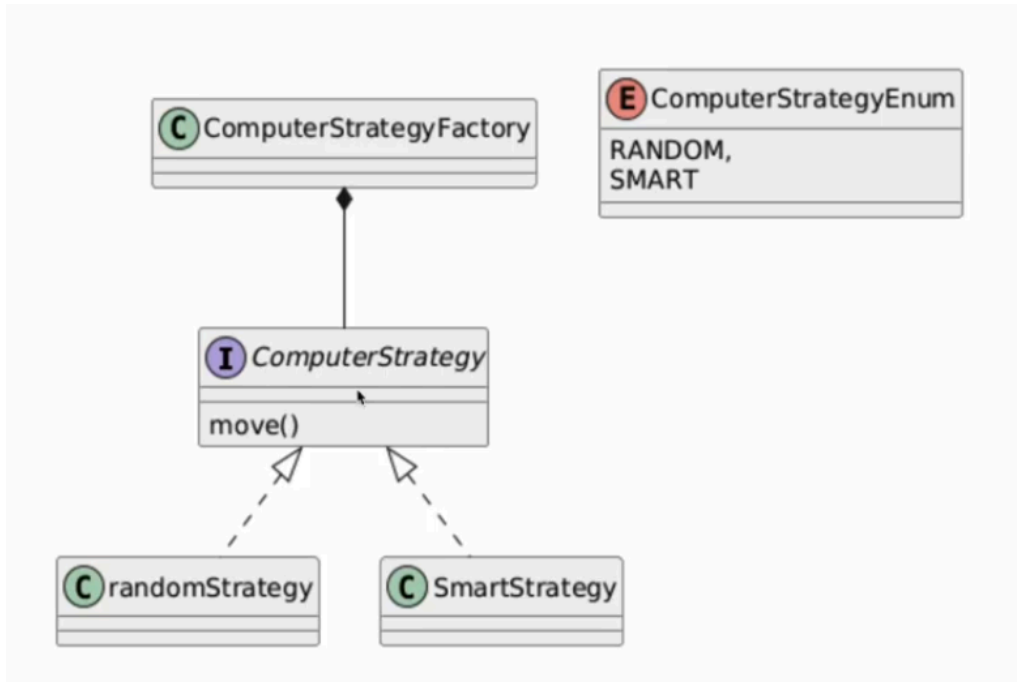 C ComputerStrategyFactory
E ComputerStrategyEnum
RANDOM,
SMART
I ComputerStrategy
move()
C randomStrategy
C SmartStrategy